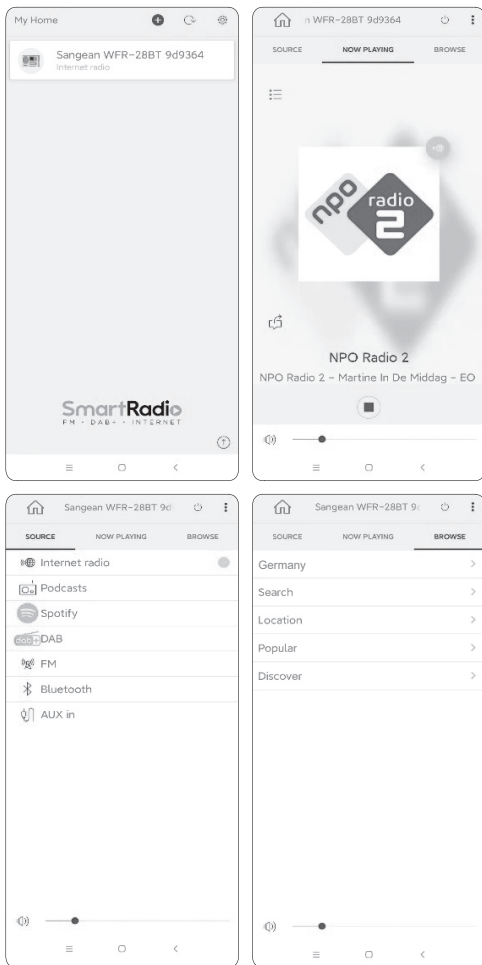 My Home
Sangean WFR-28BT 9d9364
Internet radio
SmartRadio
FM - DAB+ - INTERNET
n WFR-28BT 9d9364
SOURCE NOW PLAYING BROWSE
npo radio 2
NPO Radio 2
NPO Radio 2 - Martine In De Middag - EO
Sangean WFR-28BT 9d
SOURCE NOW PLAYING BROWSE
Internet radio
Podcasts
Spotify
dab+ DAB
FM
Bluetooth
AUX in
Sangean WFR-28BT 9
SOURCE NOW PLAYING BROWSE
Germany
Search
Location
Popular
Discover